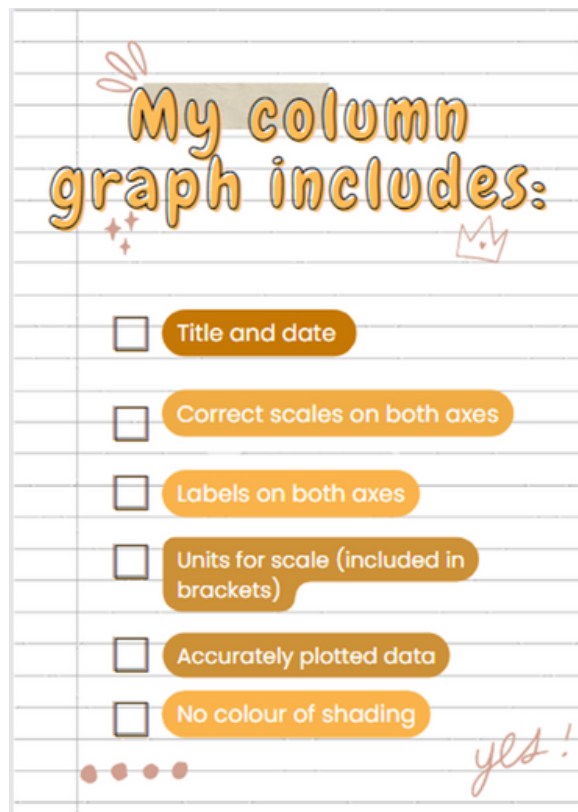 My column
graph includes:
Title and date
Correct scales on both axes
Labels on both axes
Units for scale (included in
brackets)
Accurately plotted data
No colour of shading
yes!